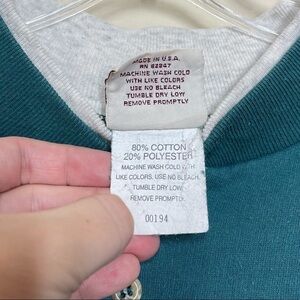 MADE IN U.S.A.
RN 62247
MACHINE WASH COLD
WITH LIKE COLORS
USE NO BLEACH
TUMBLE DRY LOW
REMOVE PROMPTLY
80% COTTON
20% POLYESTER
MACHINE WASH COLD WITH
LIKE COLORS. USE NO BLEACH.
TUMBLE DRY LOW.
REMOVE PROMPTLY.
00194